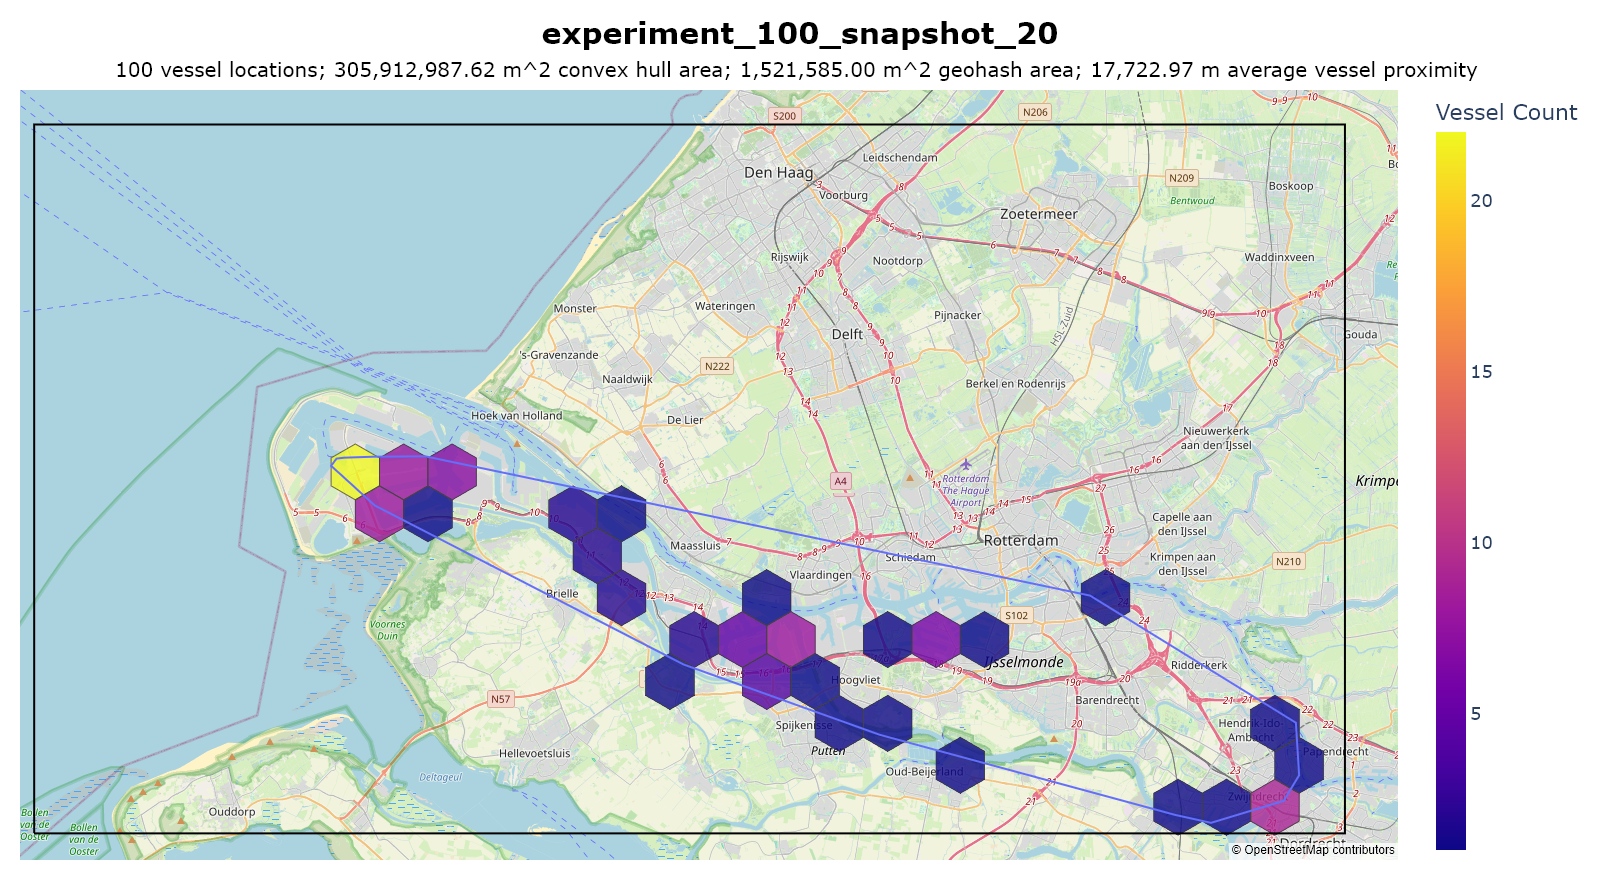 experiment_100_snapshot_20
100 vessel locations; 305,912,987.62 m^2 convex hull area; 1,521,585.00 m^2 geohash area; 17,722.97 m average vessel proximity
Vessel Count
20
15
10
5
S200
N206
Leidschendam
Den Haag
Voorburg
N209
Bentwoud
Boskoop
Zoetermeer
Rijswijk
Nootdorp
Waddinxveen
Monster
Wateringen
Pijnacker
HSL-Zuid
Delft
Gouda
's-Gravenzande
N222
Naaldwijk
Berkel en Rodenrijs
De Lier
Hoek van Holland
Nieuwerkerk
aan den IJssel
A4
Rotterdam
The Hague
Airport
Capelle aan
den IJssel
Rotterdam
Maassluis
Schiedam
Krimpen aan
den IJssel
N210
Vlaardingen
Brielle
S102
Voornes
Duin
IJsselmonde
Ridderkerk
Hoogvliet
N57
Barendrecht
Spijkenisse
Hendrik-Ido-
Ambacht
Putten
Papendrecht
Hellevoetsluis
Oud-Beijerland
Deltageul
Zwijndrecht
Ouddorp
Bollen
van de
Ooster
Bollen
van de
Ooster
Dordrecht
© OpenStreetMap contributors